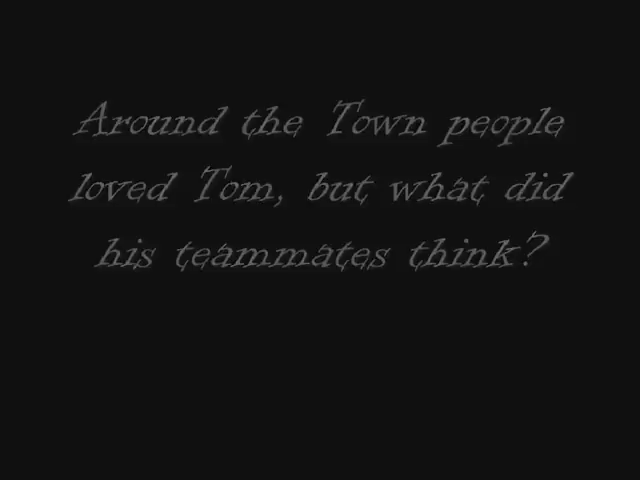 Around the Town people
loved Tom, but what did
his teammates think?